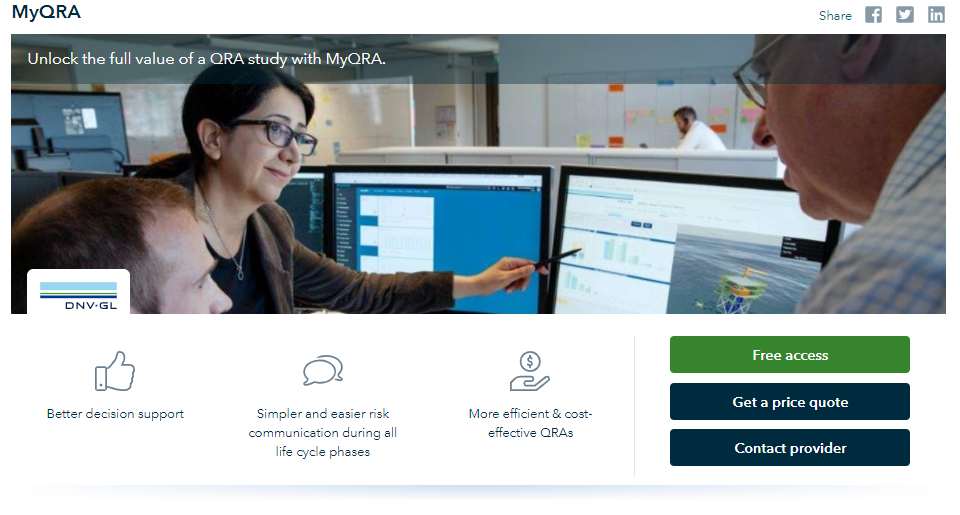 MyQRA
Share
Unlock the full value of a QRA study with MyQRA.
DNV·GL
Better decision support
Simpler and easier risk
communication during all
life cycle phases
More efficient & cost-
effective QRAs
Free access
Get a price quote
Contact provider